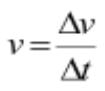 v = Δv / Δt